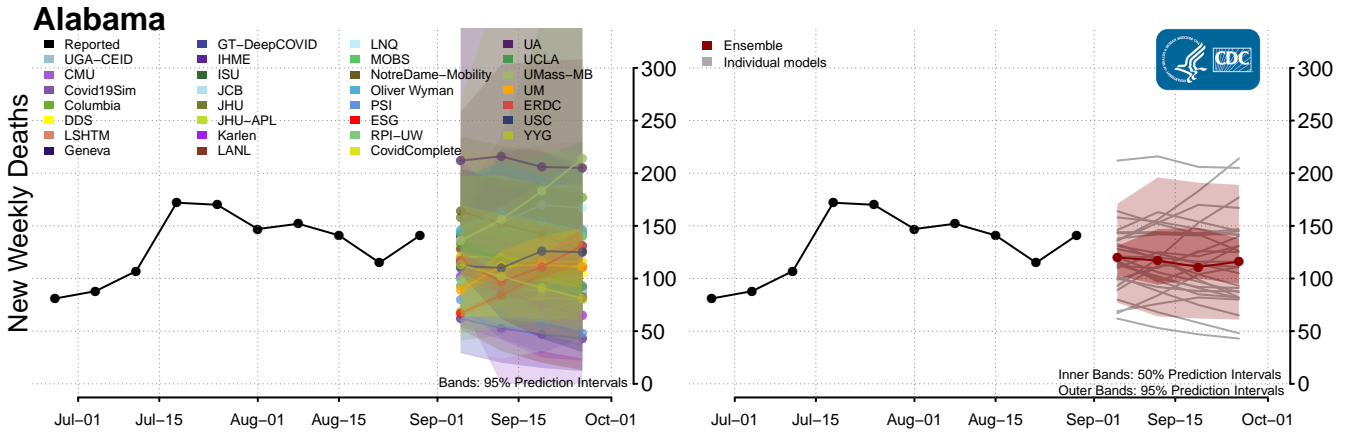 Alabama
New Weekly Deaths
Reported
UGA−CEID
CMU
Covid19Sim
Columbia
DDS
LSHTM
Geneva
GT−DeepCOVID
IHME
ISU
JCB
JHU
JHU−APL
Karlen
LANL
LNQ
MOBS
NotreDame−Mobility
Oliver Wyman
PSI
ESG
RPI−UW
CovidComplete
UA
UCLA
UMass−MB
UM
ERDC
USC
YYG
300
250
200
150
100
50
0
Bands: 95% Prediction Intervals
Jul−01 Jul−15 Aug−01 Aug−15 Sep−01 Sep−15 Oct−01
Ensemble
Individual models
CDC
300
250
200
150
100
50
0
Inner Bands: 50% Prediction Intervals
Outer Bands: 95% Prediction Intervals
Jul−01 Jul−15 Aug−01 Aug−15 Sep−01 Sep−15 Oct−01